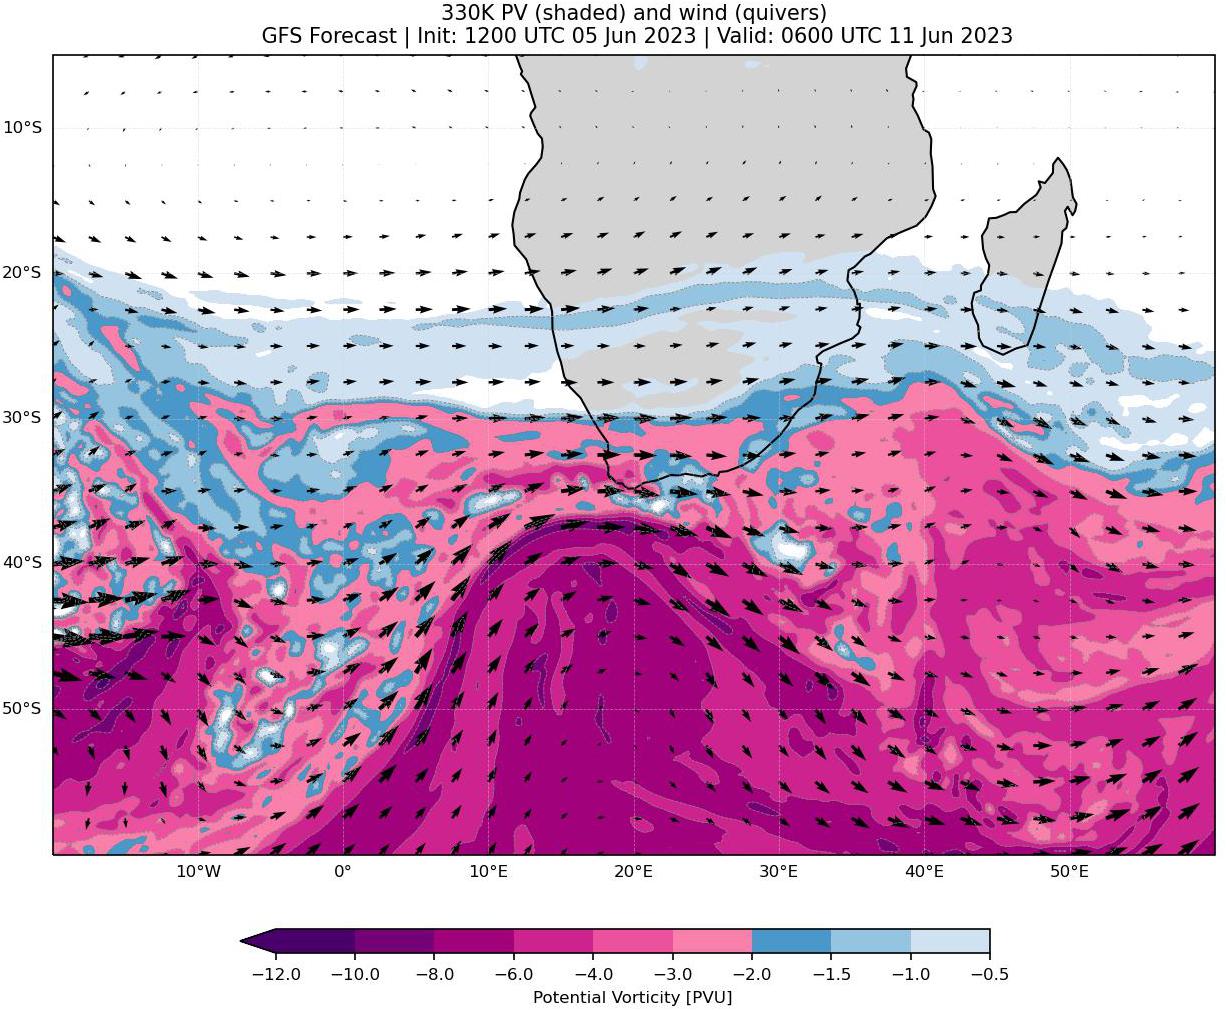 330K PV (shaded) and wind (quivers)
GFS Forecast | Init: 1200 UTC 05 Jun 2023 | Valid: 0600 UTC 11 Jun 2023
10°S
20°S
30°S
40°S
50°S
10°W 0° 10°E 20°E 30°E 40°E 50°E
−12.0 −10.0 −8.0 −6.0 −4.0 −3.0 −2.0 −1.5 −1.0 −0.5
Potential Vorticity [PVU]